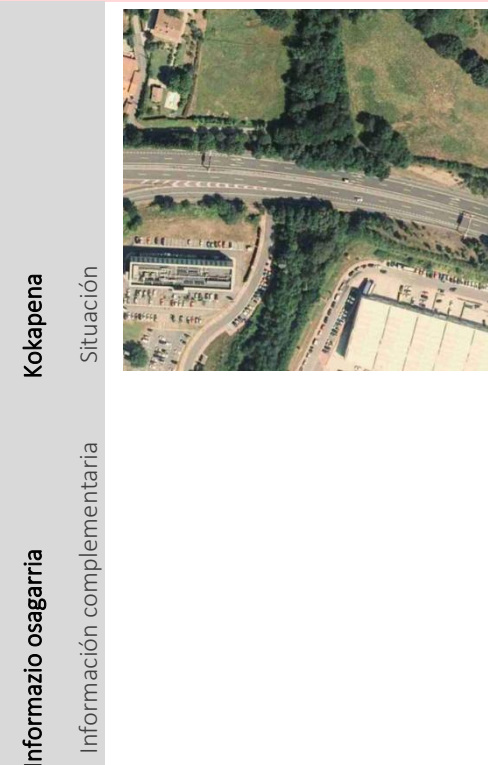 Kokapena
Situación
Informazio osagarria
Información complementaria